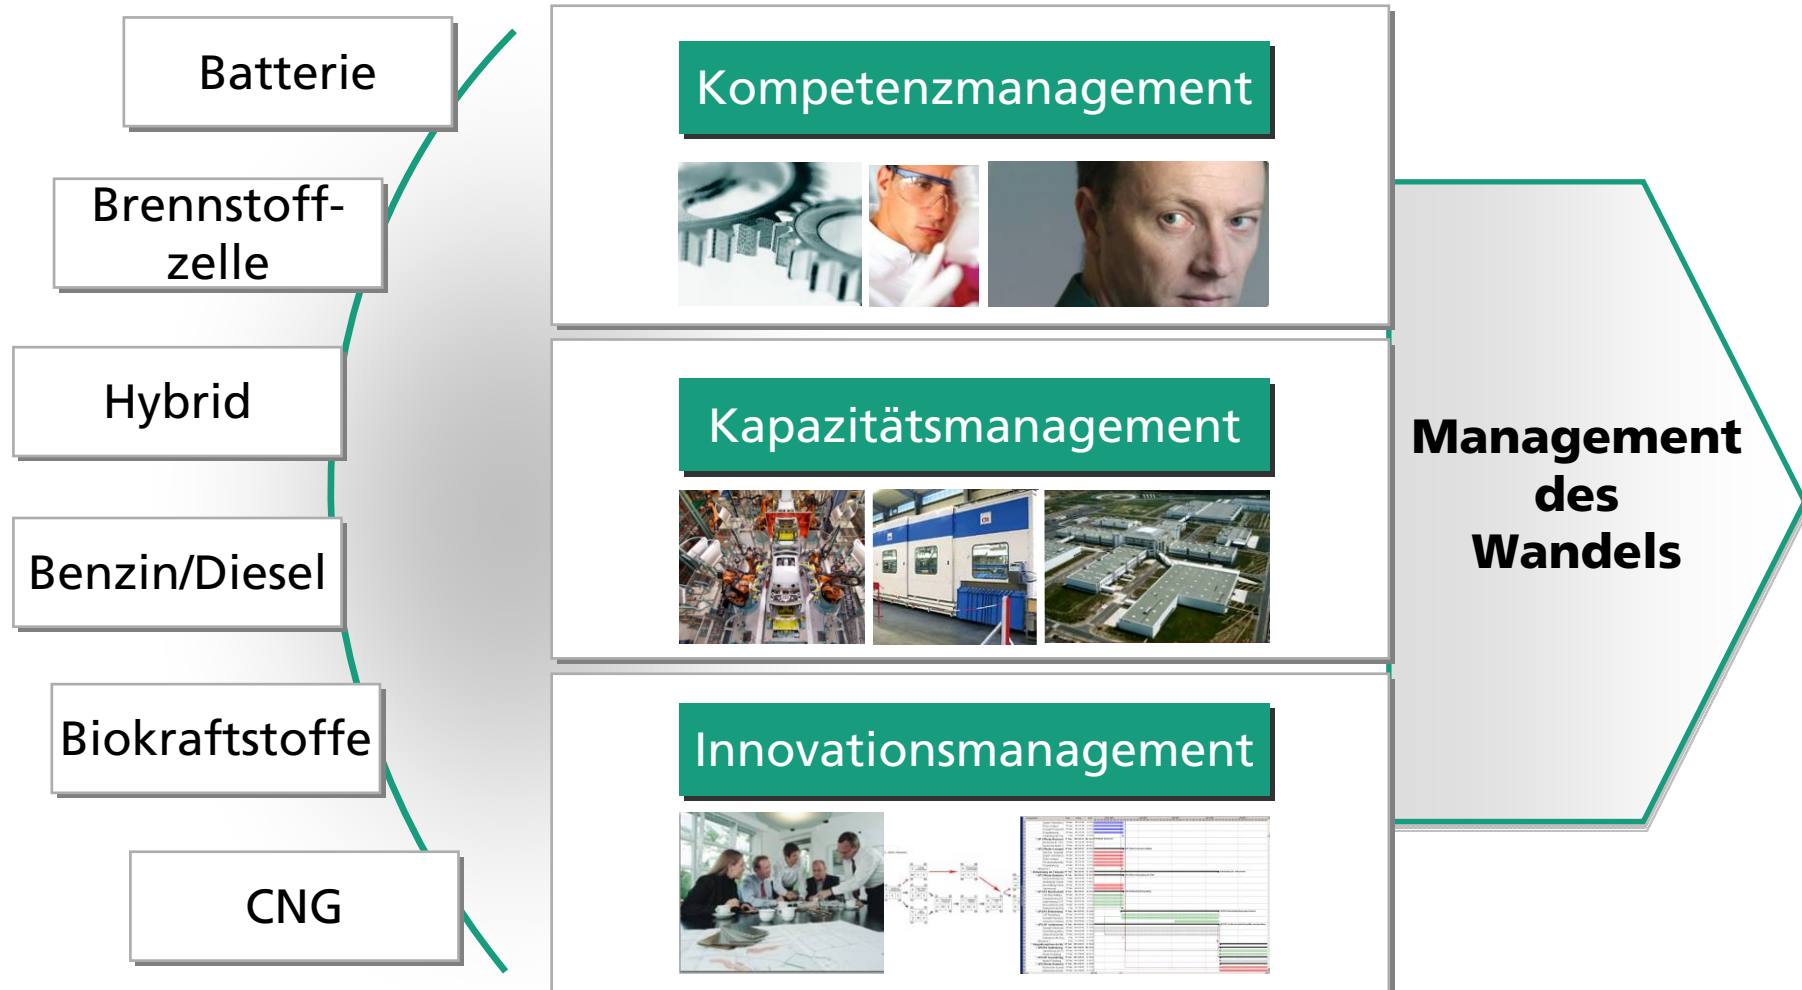 Batterie
Brennstoff-
zelle
Hybrid
Benzin/Diesel
Biokraftstoffe
CNG
Kompetenzmanagement
Kapazitätsmanagement
Innovationsmanagement
Management
des
Wandels